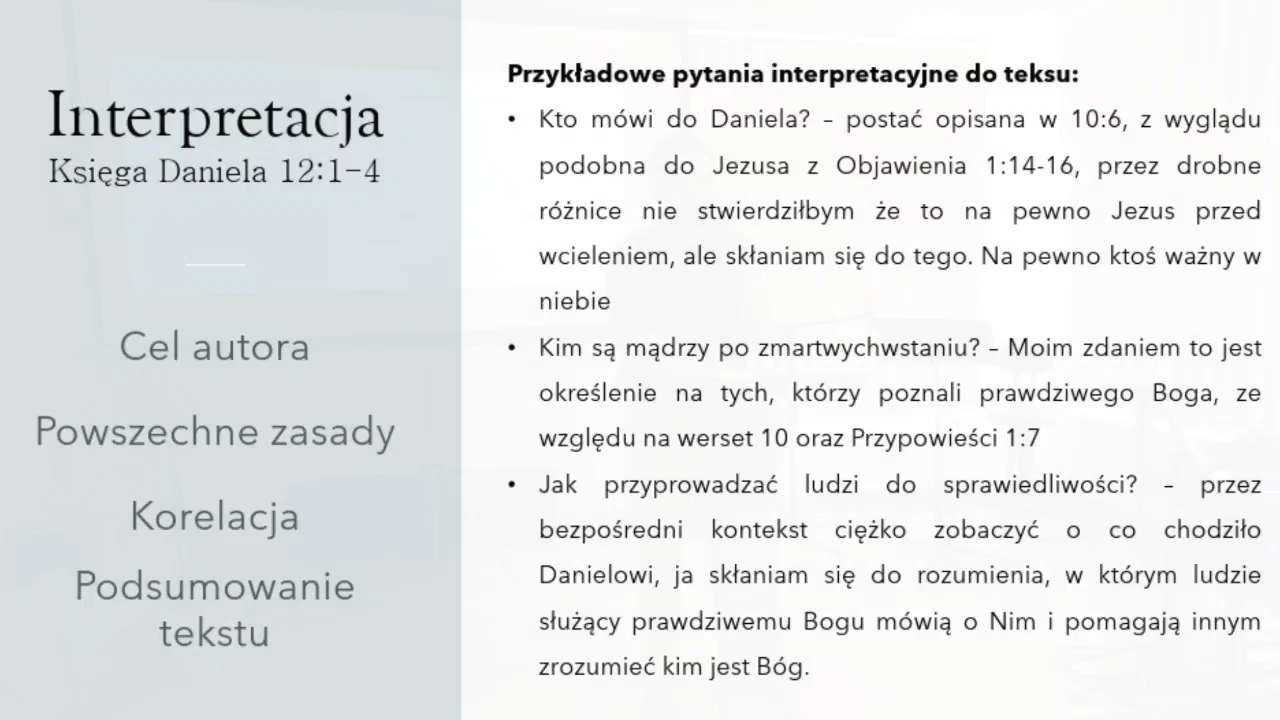 Interpretacja
Księga Daniela 12:1-4
Cel autora
Powszechne zasady
Korelacja
Podsumowanie
tekstu
Przykładowe pytania interpretacyjne do teksu:
• Kto mówi do Daniela? – postać opisana w 10:6, z wyglądu
podobna do Jezusa z Objawienia 1:14-16, przez drobne
różnice nie stwierdziłbym że to na pewno Jezus przed
wcieleniem, ale skłaniam się do tego. Na pewno ktoś ważny w
niebie
• Kim są mądrzy po zmartwychwstaniu? – Moim zdaniem to jest
określenie na tych, którzy poznali prawdziwego Boga, ze
względu na werset 10 oraz Przypowieści 1:7
• Jak przyprowadzać ludzi do sprawiedliwości? – przez
bezpośredni kontekst ciężko zobaczyć o co chodziło
Danielowi, ja skłaniam się do rozumienia, w którym ludzie
służący prawdziwemu Bogu mówią o Nim i pomagają innym
zrozumieć kim jest Bóg.